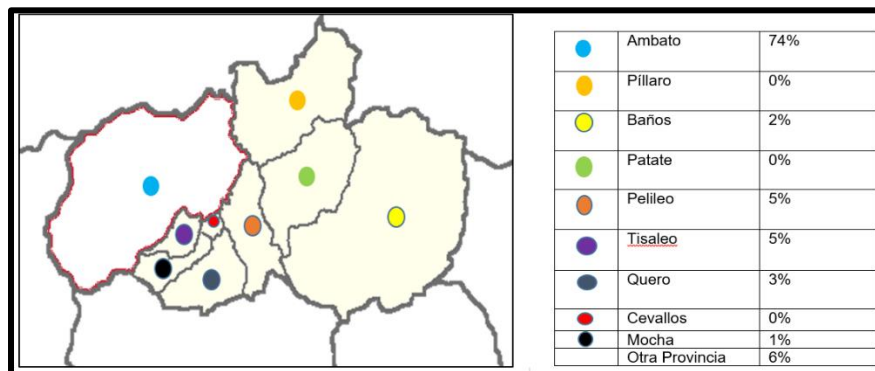 Ambato 74%
Píllaro 0%
Baños 2%
Patate 0%
Pelileo 5%
Tisaleo 5%
Quero 3%
Cevallos 0%
Mocha 1%
Otra Provincia 6%